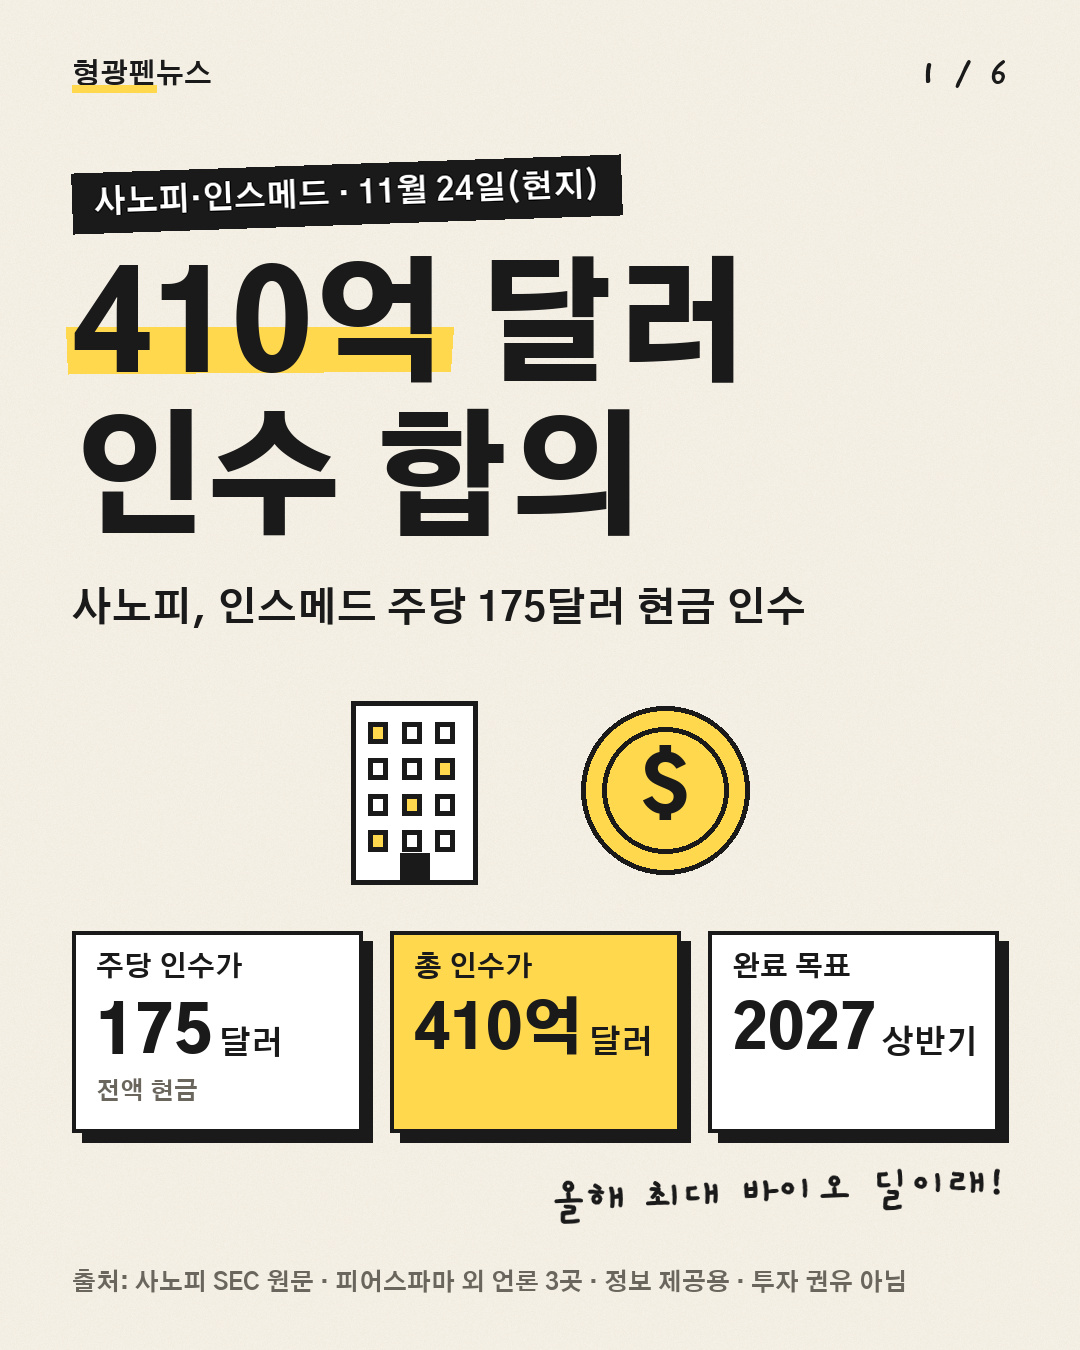 형광펜뉴스
1 / 6
사노피·인스메드 · 11월 24일(현지)
410억 달러
인수 합의
사노피, 인스메드 주당 175달러 현금 인수
$
주당 인수가
175 달러
전액 현금
총 인수가
410억 달러
완료 목표
2027 상반기
올해 최대 바이오 딜이래!
출처: 사노피 SEC 원문 · 피어스파마 외 언론 3곳 · 정보 제공용 · 투자 권유 아님